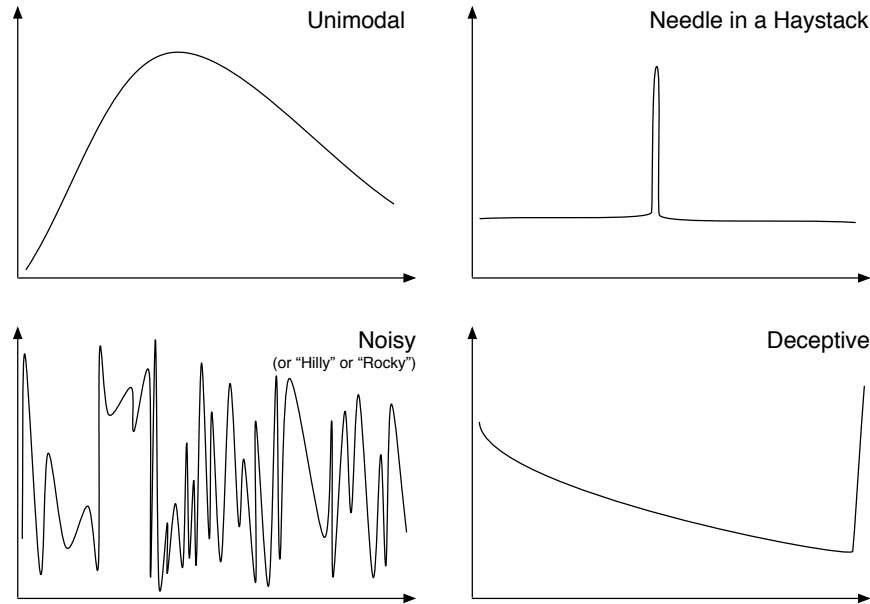 Unimodal
Needle in a Haystack
Noisy
(or “Hilly” or “Rocky”)
Deceptive